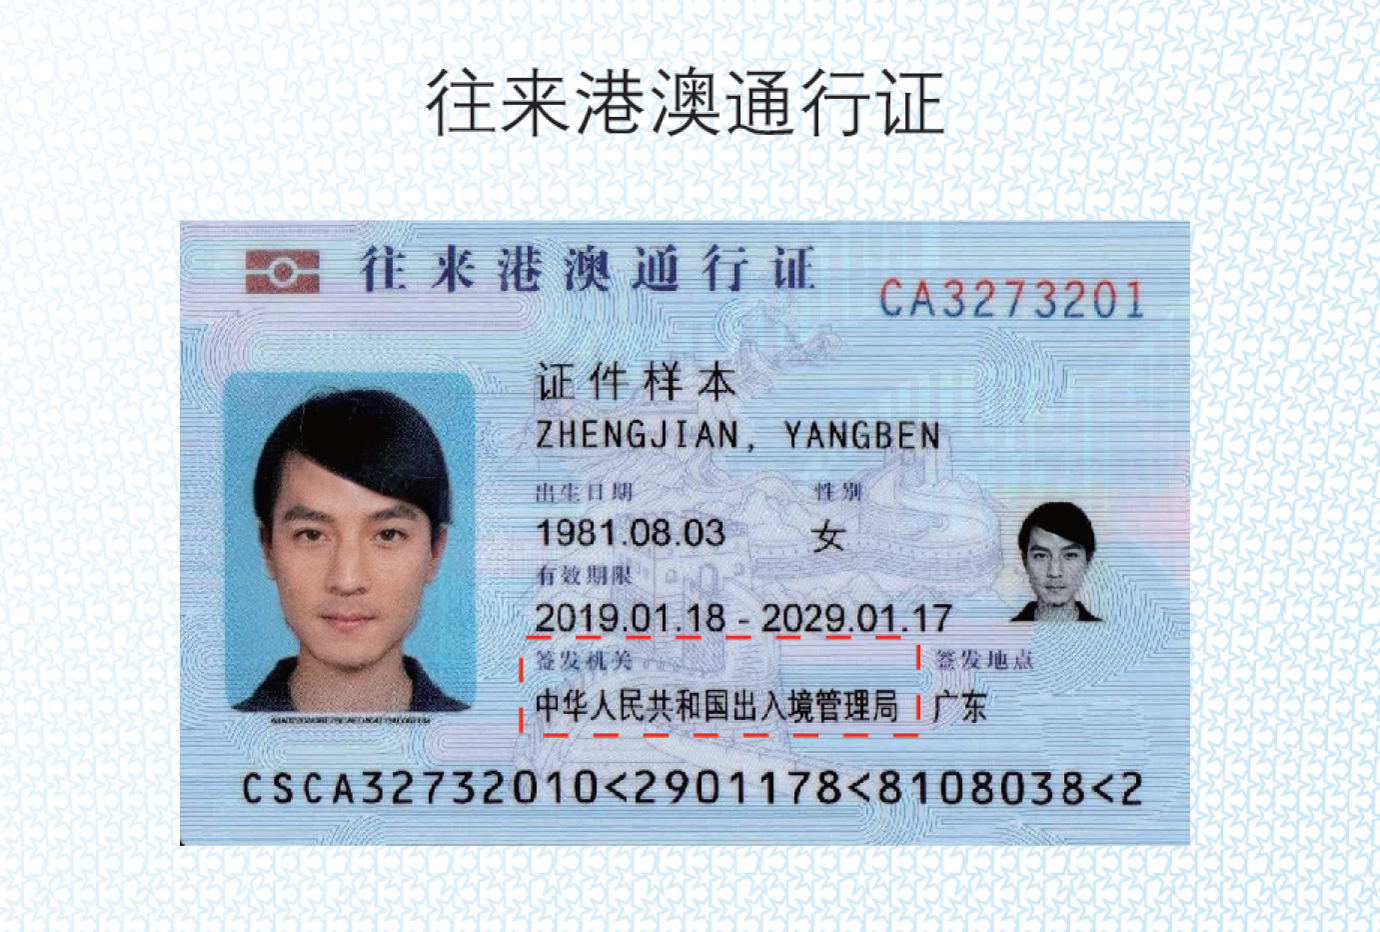 往来港澳通行证
往来港澳通行证
CA3273201
证件样本
ZHENGJIAN, YANGBEN
出生日期 性别
1981.08.03 女
有效期限
2019.01.18 - 2029.01.17
签发机关 签发地点
中华人民共和国出入境管理局 广东
CSCA32732010<2901178<8108038<2